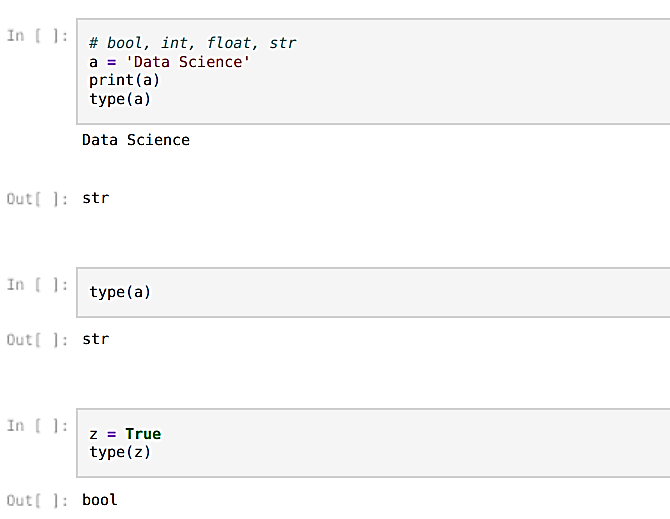 In [ ]:
# bool, int, float, str
a = 'Data Science'
print(a)
type(a)
Data Science
Out[ ]: str
In [ ]:
type(a)
Out[ ]: str
In [ ]:
z = True
type(z)
Out[ ]: bool